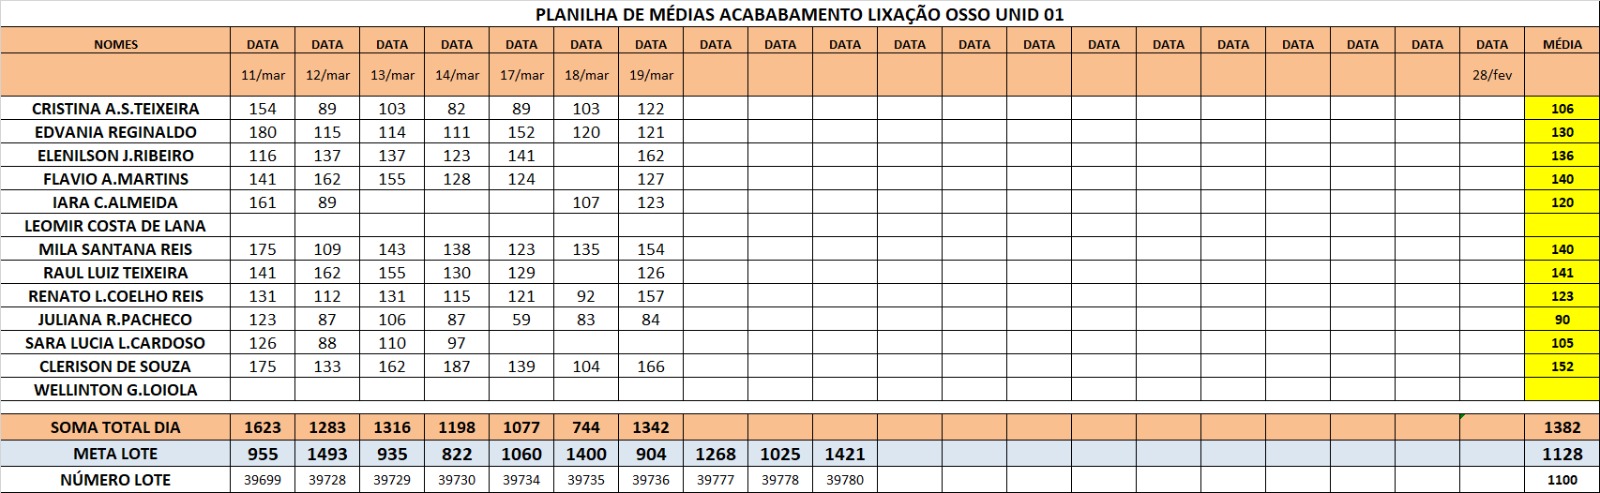 PLANILHA DE MÉDIAS ACABABAMENTO LIXAÇÃO OSSO UNID 01
NOMES DATA DATA DATA DATA DATA DATA DATA DATA DATA DATA DATA DATA DATA DATA DATA DATA DATA DATA DATA DATA MÉDIA
11/mar 12/mar 13/mar 14/mar 17/mar 18/mar 19/mar 28/fev
CRISTINA A.S.TEIXEIRA 154 89 103 82 89 103 122 106
EDVANIA REGINALDO 180 115 114 111 152 120 121 130
ELENILSON J.RIBEIRO 116 137 137 123 141 162 136
FLAVIO A.MARTINS 141 162 155 128 124 127 140
IARA C.ALMEIDA 161 89 107 123 120
LEOMIR COSTA DE LANA
MILA SANTANA REIS 175 109 143 138 123 135 154 140
RAUL LUIZ TEIXEIRA 141 162 155 130 129 126 141
RENATO L.COELHO REIS 131 112 131 115 121 92 157 123
JULIANA R.PACHECO 123 87 106 87 59 83 84 90
SARA LUCIA L.CARDOSO 126 88 110 97 105
CLERISON DE SOUZA 175 133 162 187 139 104 166 152
WELLINTON G.LOIOLA
SOMA TOTAL DIA 1623 1283 1316 1198 1077 744 1342 1382
META LOTE 955 1493 935 822 1060 1400 904 1268 1025 1421 1128
NÚMERO LOTE 39699 39728 39729 39730 39734 39735 39736 39777 39778 39780 1100